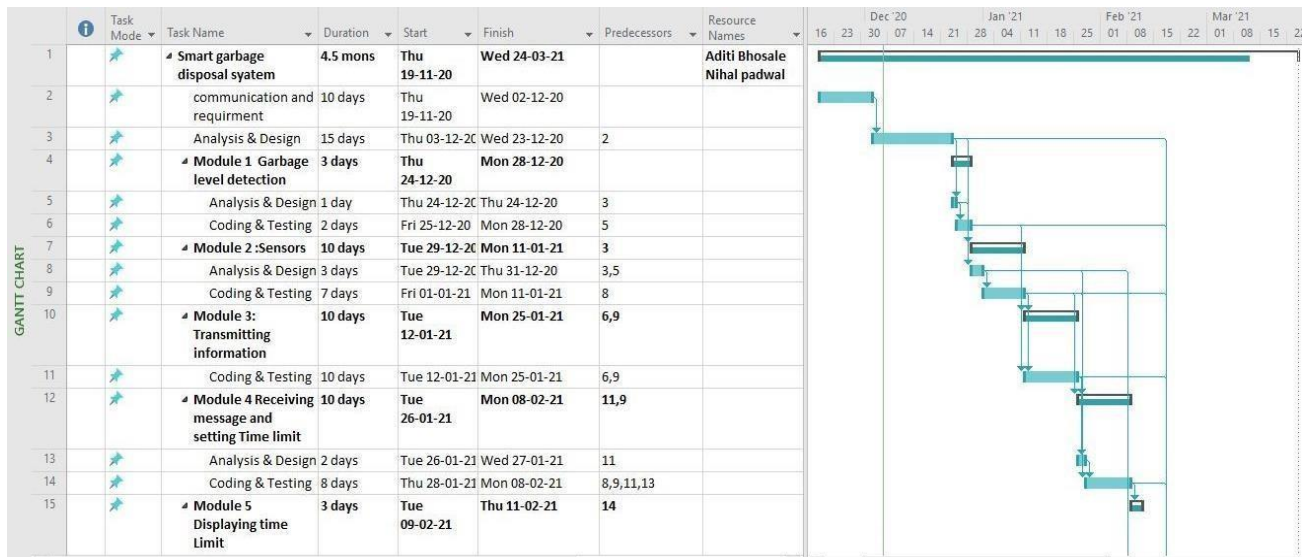 GANTT CHART
Task Mode Task Name Duration Start Finish Predecessors Resource Names
Dec '20 Jan '21 Feb '21 Mar '21
16 23 30 07 14 21 28 04 11 18 25 01 08 15 22 01 08 15 22
1 Smart garbage disposal syatem 4.5 mons Thu 19-11-20 Wed 24-03-21 Aditi Bhosale Nihal padwal
2 communication and requirment 10 days Thu 19-11-20 Wed 02-12-20
3 Analysis & Design 15 days Thu 03-12-20 Wed 23-12-20 2
4 Module 1 Garbage level detection 3 days Thu 24-12-20 Mon 28-12-20
5 Analysis & Design 1 day Thu 24-12-20 Thu 24-12-20 3
6 Coding & Testing 2 days Fri 25-12-20 Mon 28-12-20 5
7 Module 2 :Sensors 10 days Tue 29-12-20 Mon 11-01-21 3
8 Analysis & Design 3 days Tue 29-12-20 Thu 31-12-20 3,5
9 Coding & Testing 7 days Fri 01-01-21 Mon 11-01-21 8
10 Module 3: Transmitting information 10 days Tue 12-01-21 Mon 25-01-21 6,9
11 Coding & Testing 10 days Tue 12-01-21 Mon 25-01-21 6,9
12 Module 4 Receiving message and setting Time limit 10 days Tue 26-01-21 Mon 08-02-21 11,9
13 Analysis & Design 2 days Tue 26-01-21 Wed 27-01-21 11
14 Coding & Testing 8 days Thu 28-01-21 Mon 08-02-21 8,9,11,13
15 Module 5 Displaying time Limit 3 days Tue 09-02-21 Thu 11-02-21 14